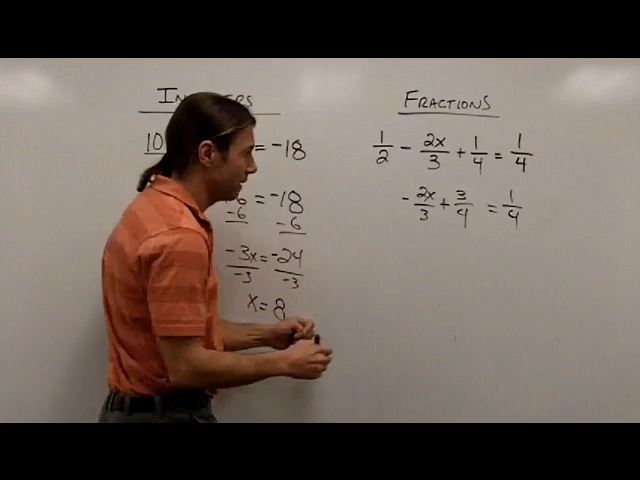 FRACTIONS
10 = -18
1/2 - 2x/3 + 1/4 = 1/4
= -18
-6 -6
- 2x/3 + 3/4 = 1/4
-3x/-3 = -24/-3
x = 8